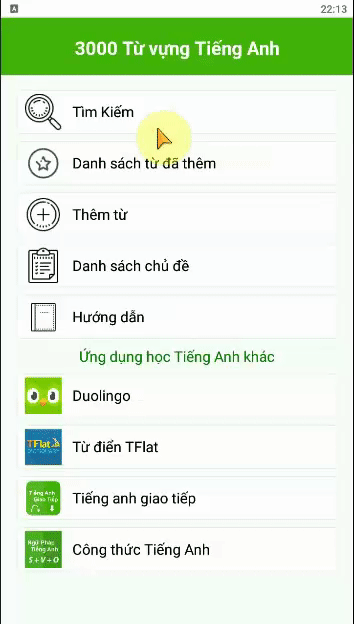 A
22:13
3000 Từ vựng Tiếng Anh
Tìm Kiếm
Danh sách từ đã thêm
Thêm từ
Danh sách chủ đề
Hướng dẫn
Ứng dụng học Tiếng Anh khác
Duolingo
TFlat
DICTIONARY
Từ điển TFlat
Tiếng Anh
Giao Tiếp
Tiếng anh giao tiếp
Ngữ Pháp
Tiếng Anh
S+V+O
Công thức Tiếng Anh